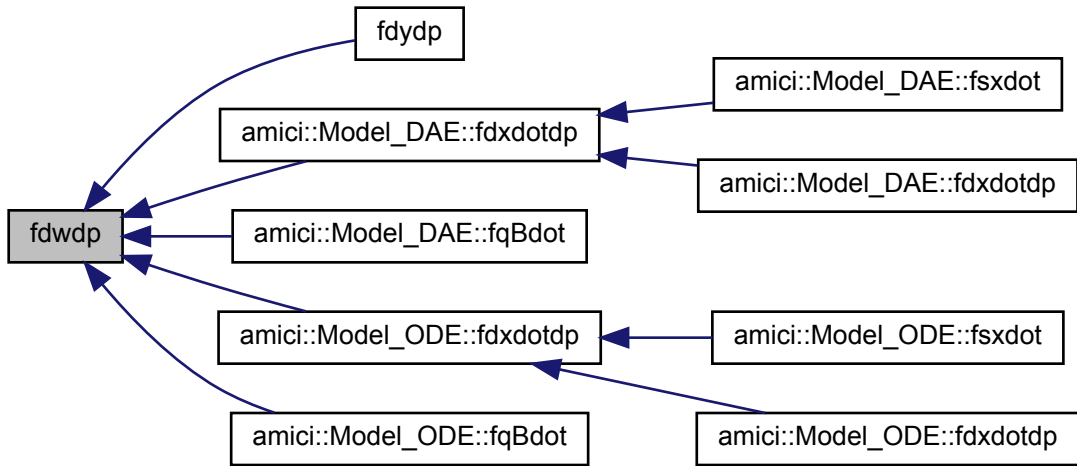 fdydp
amici::Model_DAE::fsxdot
amici::Model_DAE::fdxdotdp
amici::Model_DAE::fdxdotdp
fdwdp
amici::Model_DAE::fqBdot
amici::Model_ODE::fdxdotdp
amici::Model_ODE::fsxdot
amici::Model_ODE::fqBdot
amici::Model_ODE::fdxdotdp